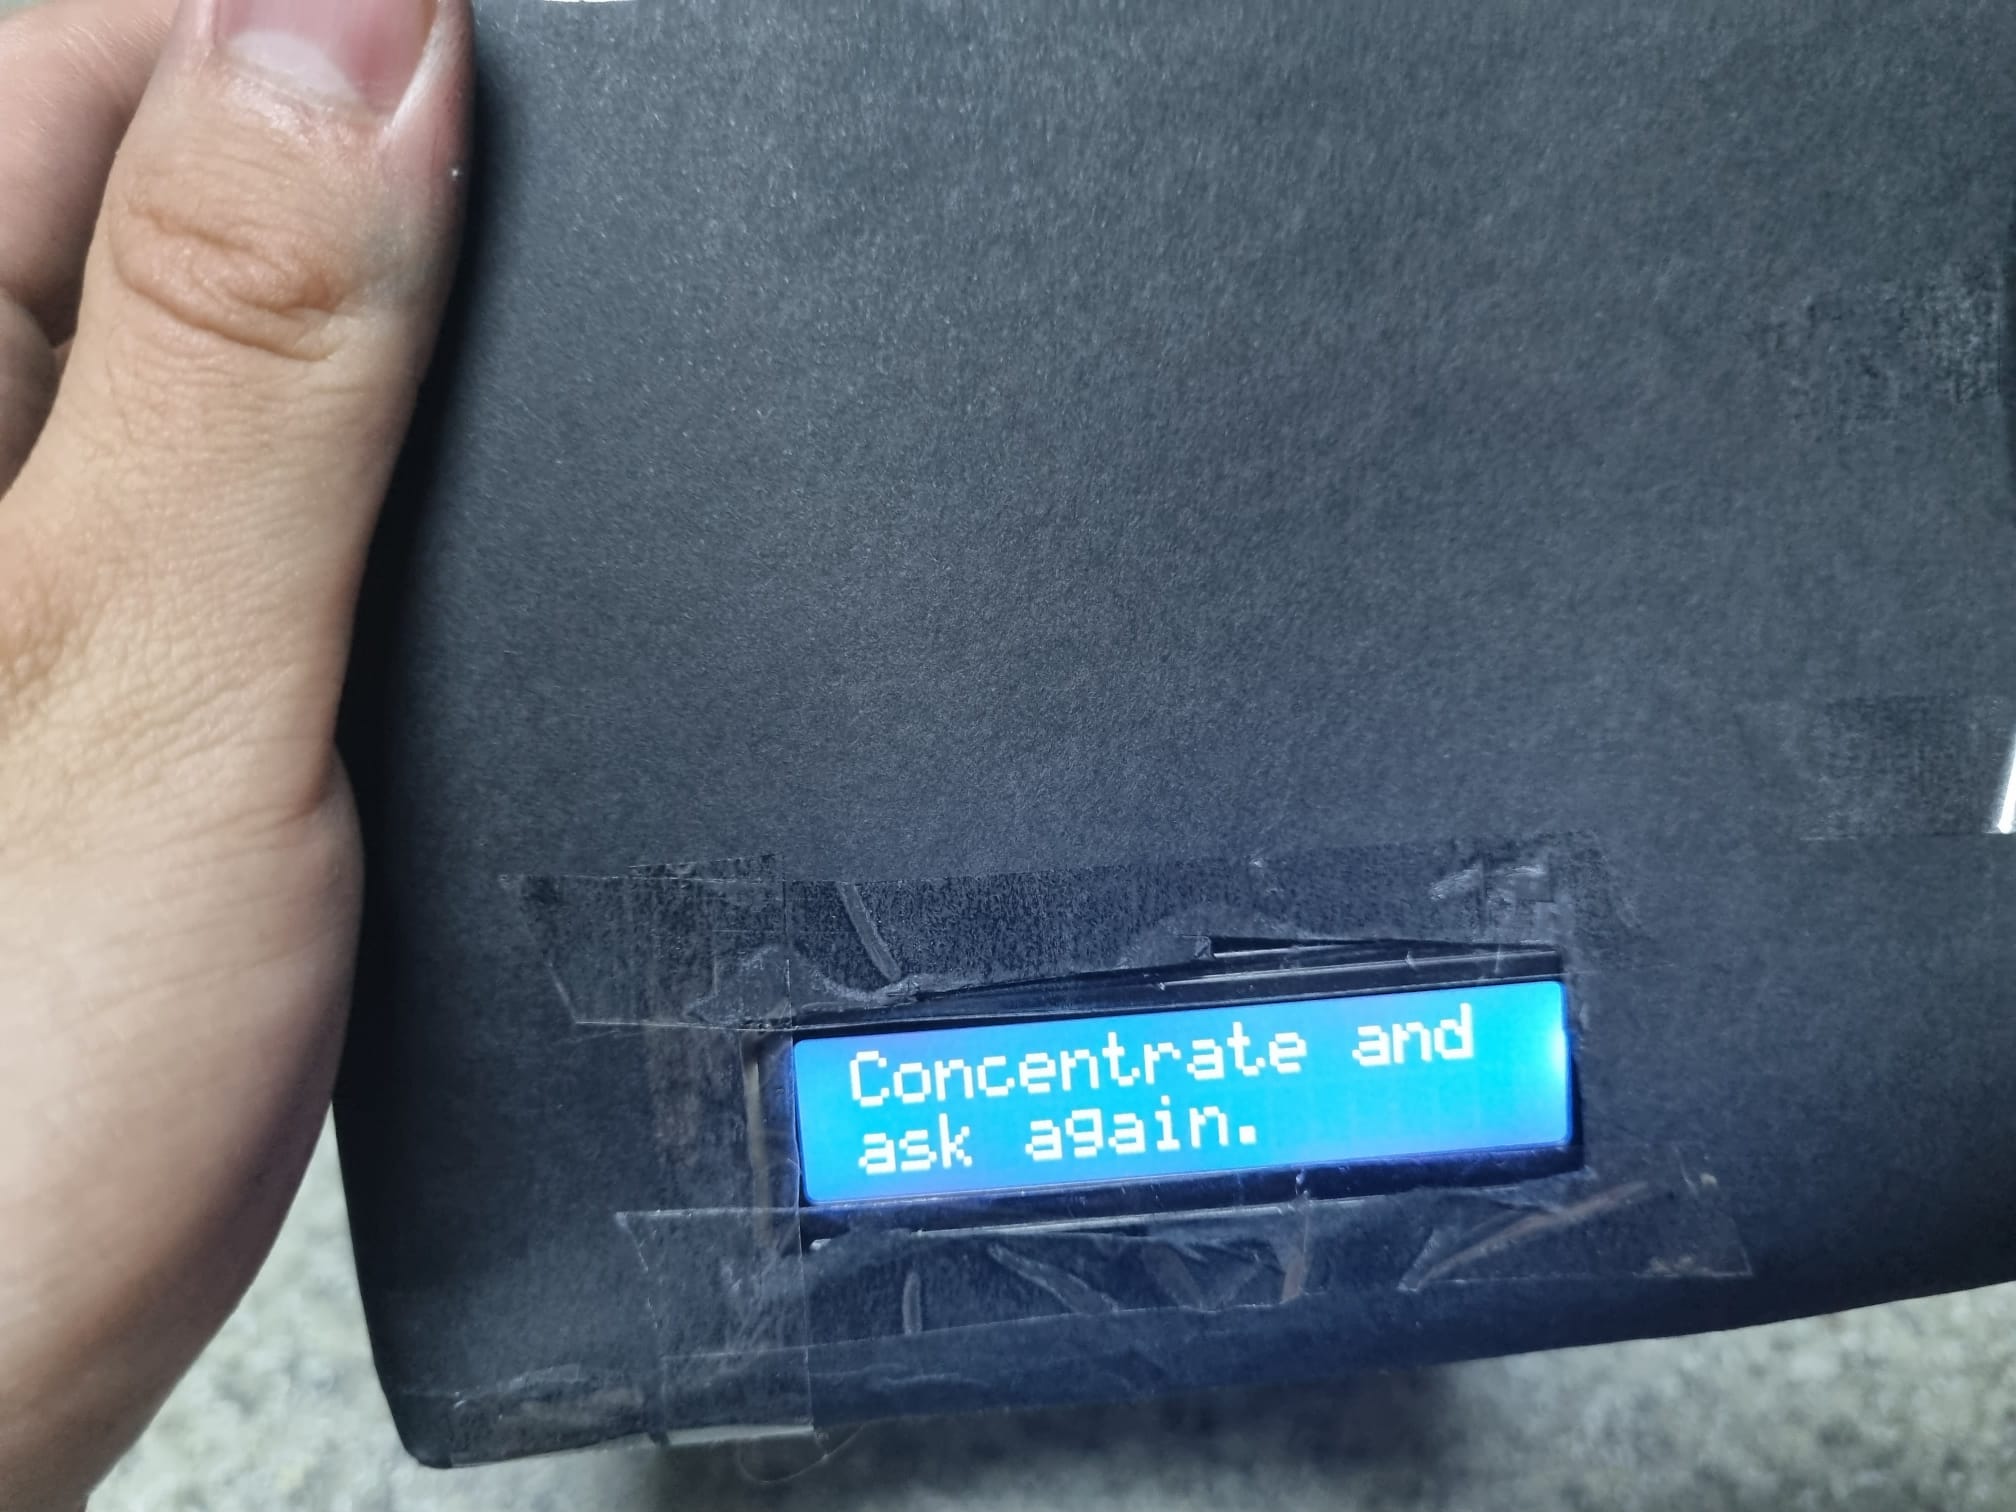 Concentrate and
ask again.